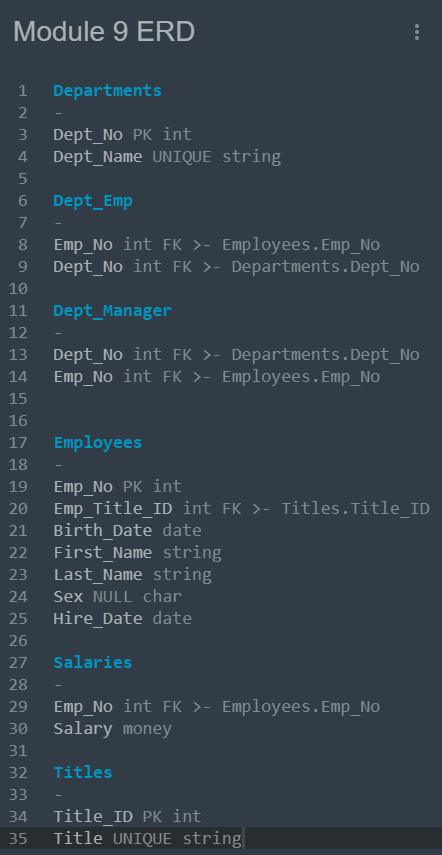 Module 9 ERD
1 Departments
2 -
3 Dept_No PK int
4 Dept_Name UNIQUE string
5
6 Dept_Emp
7 -
8 Emp_No int FK >- Employees.Emp_No
9 Dept_No int FK >- Departments.Dept_No
10
11 Dept_Manager
12 -
13 Dept_No int FK >- Departments.Dept_No
14 Emp_No int FK >- Employees.Emp_No
15
16
17 Employees
18 -
19 Emp_No PK int
20 Emp_Title_ID int FK >- Titles.Title_ID
21 Birth_Date date
22 First_Name string
23 Last_Name string
24 Sex NULL char
25 Hire_Date date
26
27 Salaries
28 -
29 Emp_No int FK >- Employees.Emp_No
30 Salary money
31
32 Titles
33 -
34 Title_ID PK int
35 Title UNIQUE string